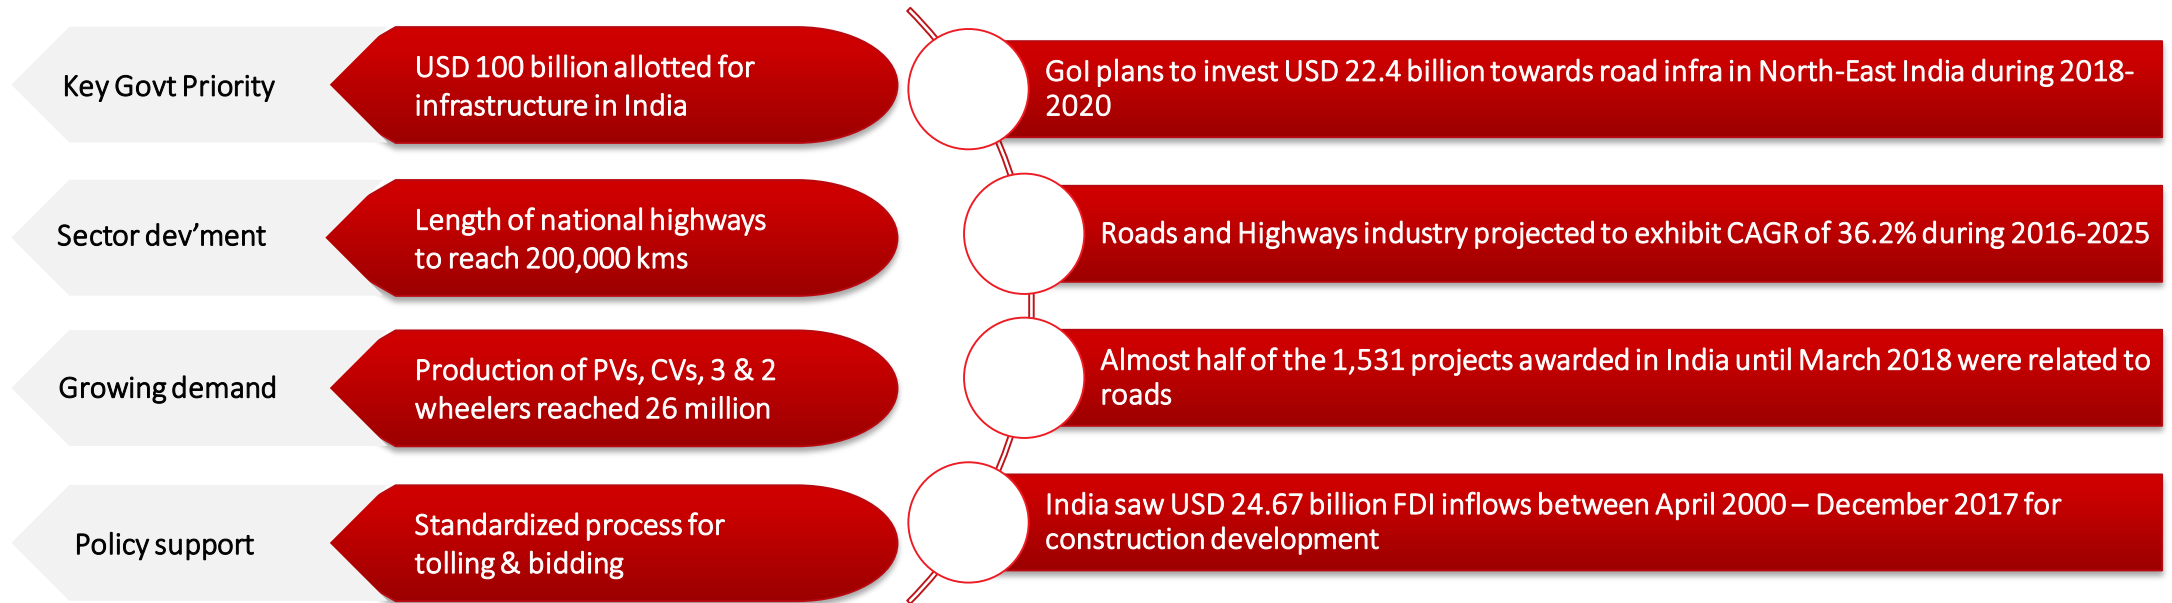 Key Govt Priority
USD 100 billion allotted for
infrastructure in India
GoI plans to invest USD 22.4 billion towards road infra in North-East India during 2018-
2020
Sector dev’ment
Length of national highways
to reach 200,000 kms
Roads and Highways industry projected to exhibit CAGR of 36.2% during 2016-2025
Growing demand
Production of PVs, CVs, 3 & 2
wheelers reached 26 million
Almost half of the 1,531 projects awarded in India until March 2018 were related to
roads
Policy support
Standardized process for
tolling & bidding
India saw USD 24.67 billion FDI inflows between April 2000 – December 2017 for
construction development